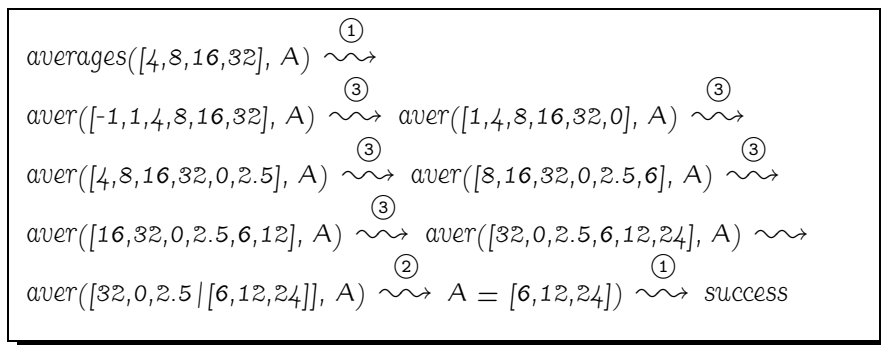 averages([4,8,16,32], A) ⁓→①
aver([-1,1,4,8,16,32], A) ⁓→③ aver([1,4,8,16,32,0], A) ⁓→③
aver([4,8,16,32,0,2.5], A) ⁓→③ aver([8,16,32,0,2.5,6], A) ⁓→③
aver([16,32,0,2.5,6,12], A) ⁓→③ aver([32,0,2.5,6,12,24], A) ⁓→
aver([32,0,2.5|[6,12,24]], A) ⁓→② A = [6,12,24]) ⁓→① success